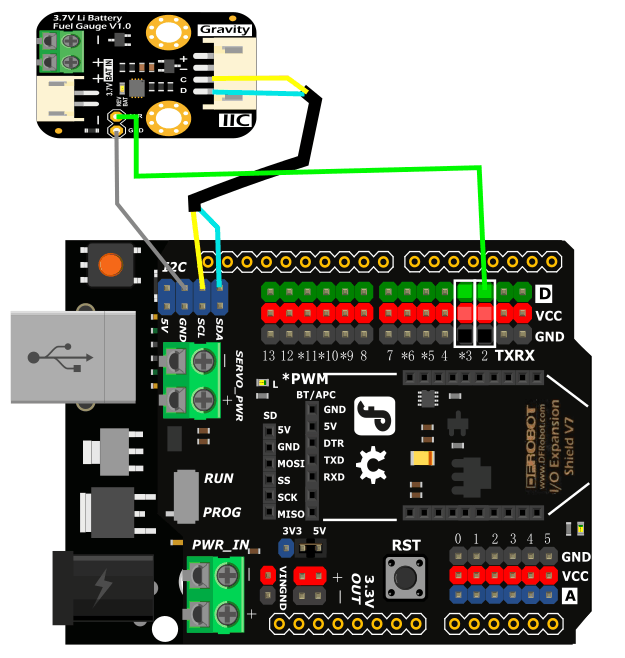 3.7V Li Battery
Fuel Gauge V1.0
Gravity
+
-
C
D
3.7V BAT IN
IIC
GND
I2C
5V
GND
SCL
SDA
D
VCC
GND
13 12 *11 *10 *9 8 7 *6 *5 4 *3 2 TXRX
SERVO_PWR
- +
L
*PWM
BT/APC
SD
5V
GND
MOSI
SS
SCK
MISO
GND
5V
DTR
TXD
RXD
DFROBOT
www.DFRobot.com
I/O Expansion
Shield V7
RUN
PROG
PWR_IN
- +
3V3 5V
VIN
GND
+
-
3.3V
OUT
RST
0 1 2 3 4 5
GND
VCC
A